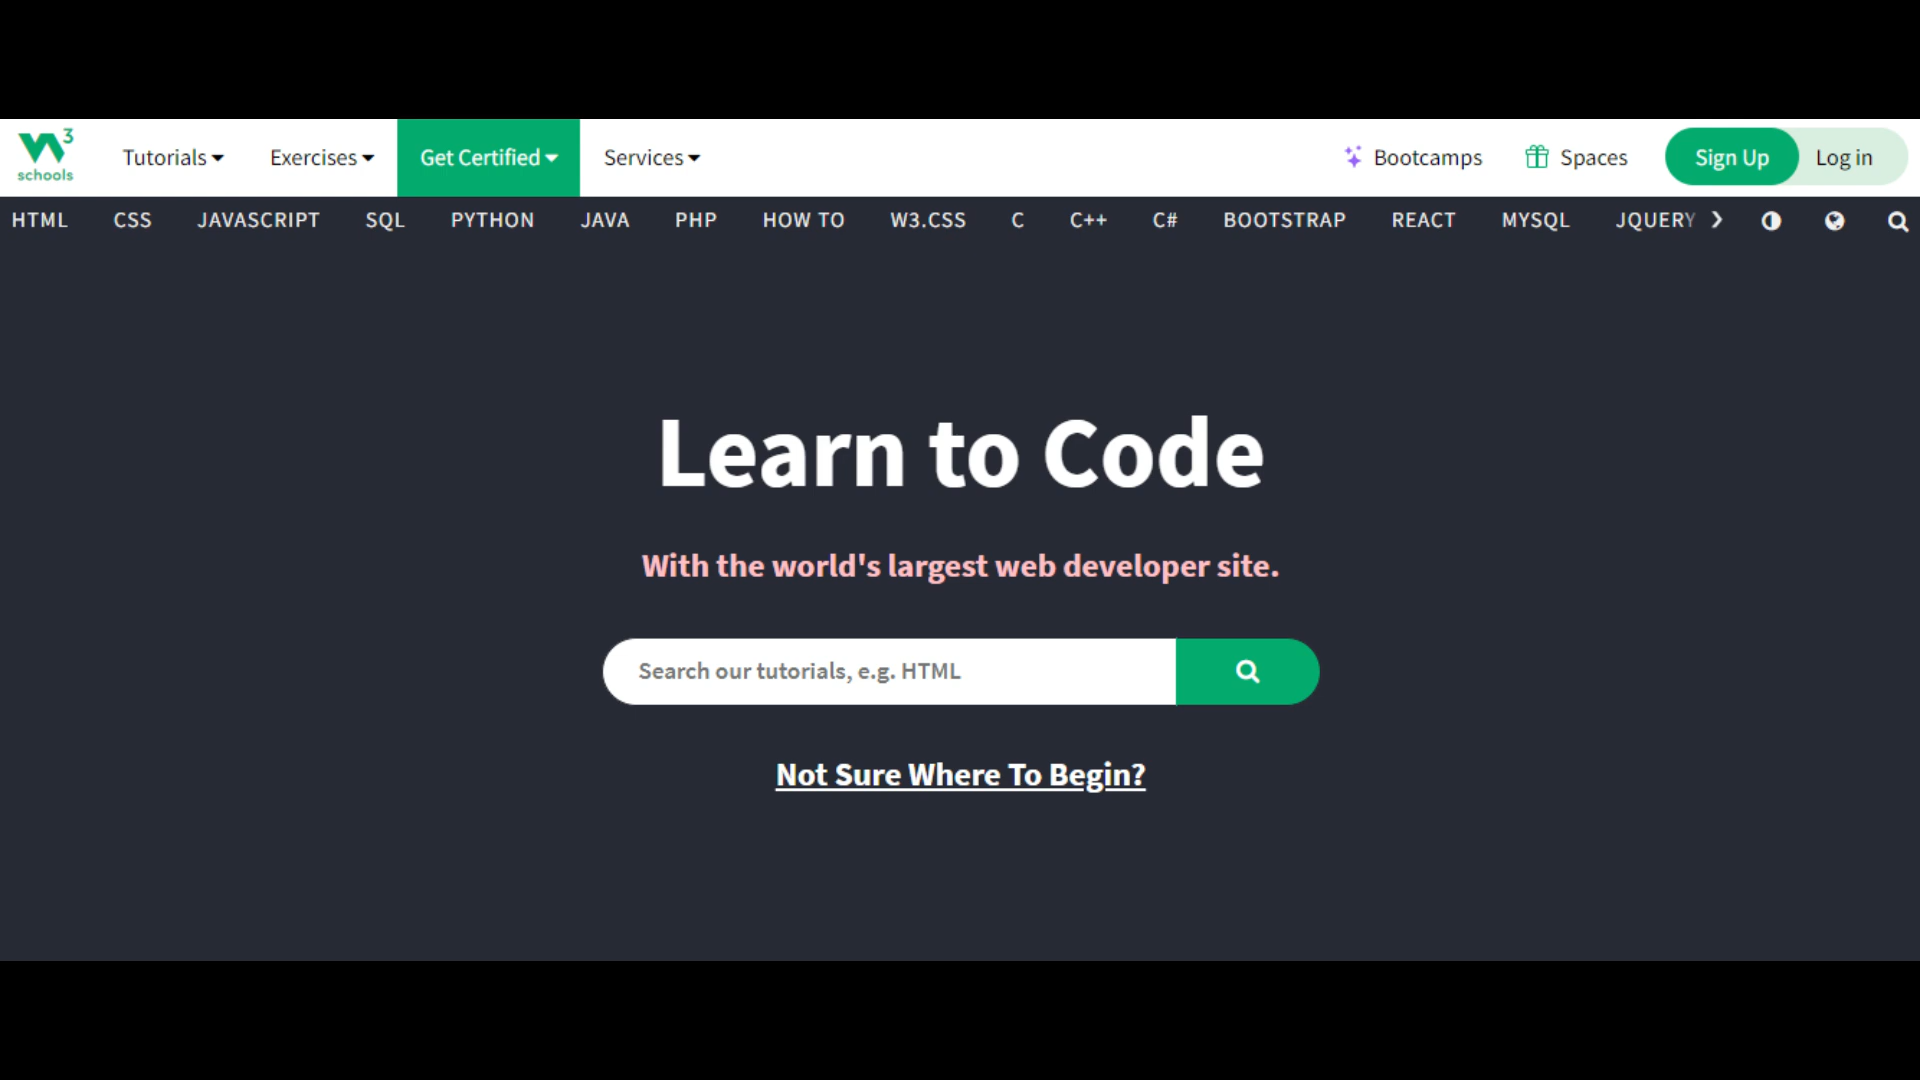 W3 schools
Tutorials Exercises Get Certified Services Bootcamps Spaces Sign Up Log in
HTML CSS JAVASCRIPT SQL PYTHON JAVA PHP HOW TO W3.CSS C C++ C# BOOTSTRAP REACT MYSQL JQUERY
Learn to Code
With the world's largest web developer site.
Search our tutorials, e.g. HTML
Not Sure Where To Begin?